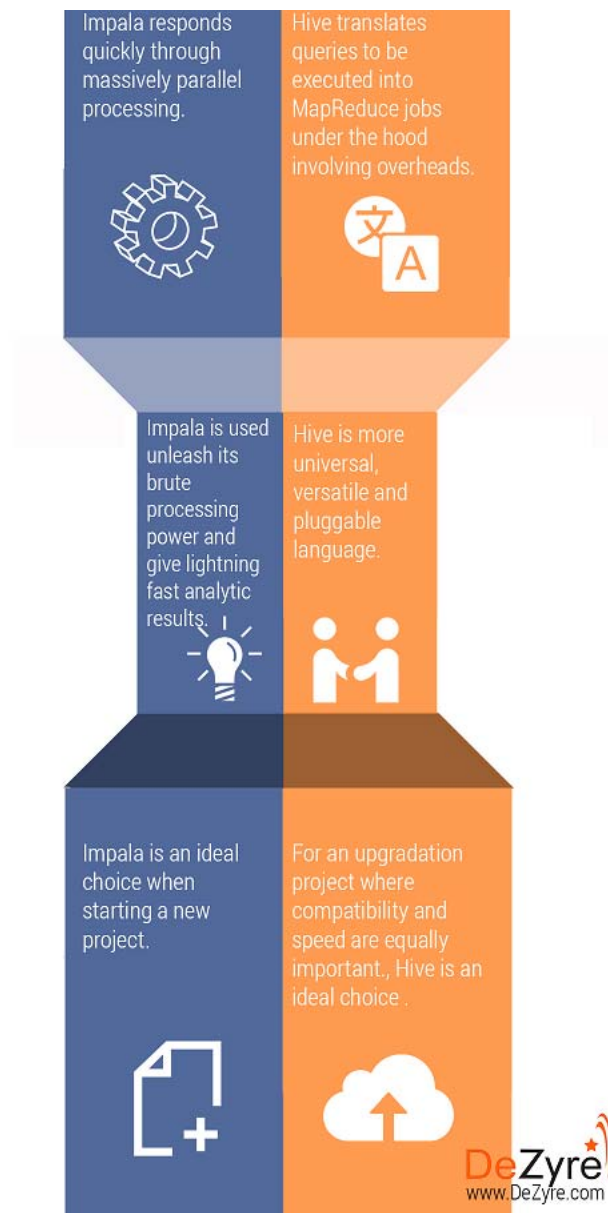 Impala responds
quickly through
massively parallel
processing.
Hive translates
queries to be
executed into
MapReduce jobs
under the hood
involving overheads.
文
A
Impala is used
unleash its
brute
processing
power and
give lightning
fast analytic
results.
Hive is more
universal,
versatile and
pluggable
language.
Impala is an ideal
choice when
starting a new
project.
For an upgradation
project where
compatibility and
speed are equally
important., Hive is an
ideal choice .
DeZyre
www.DeZyre.com